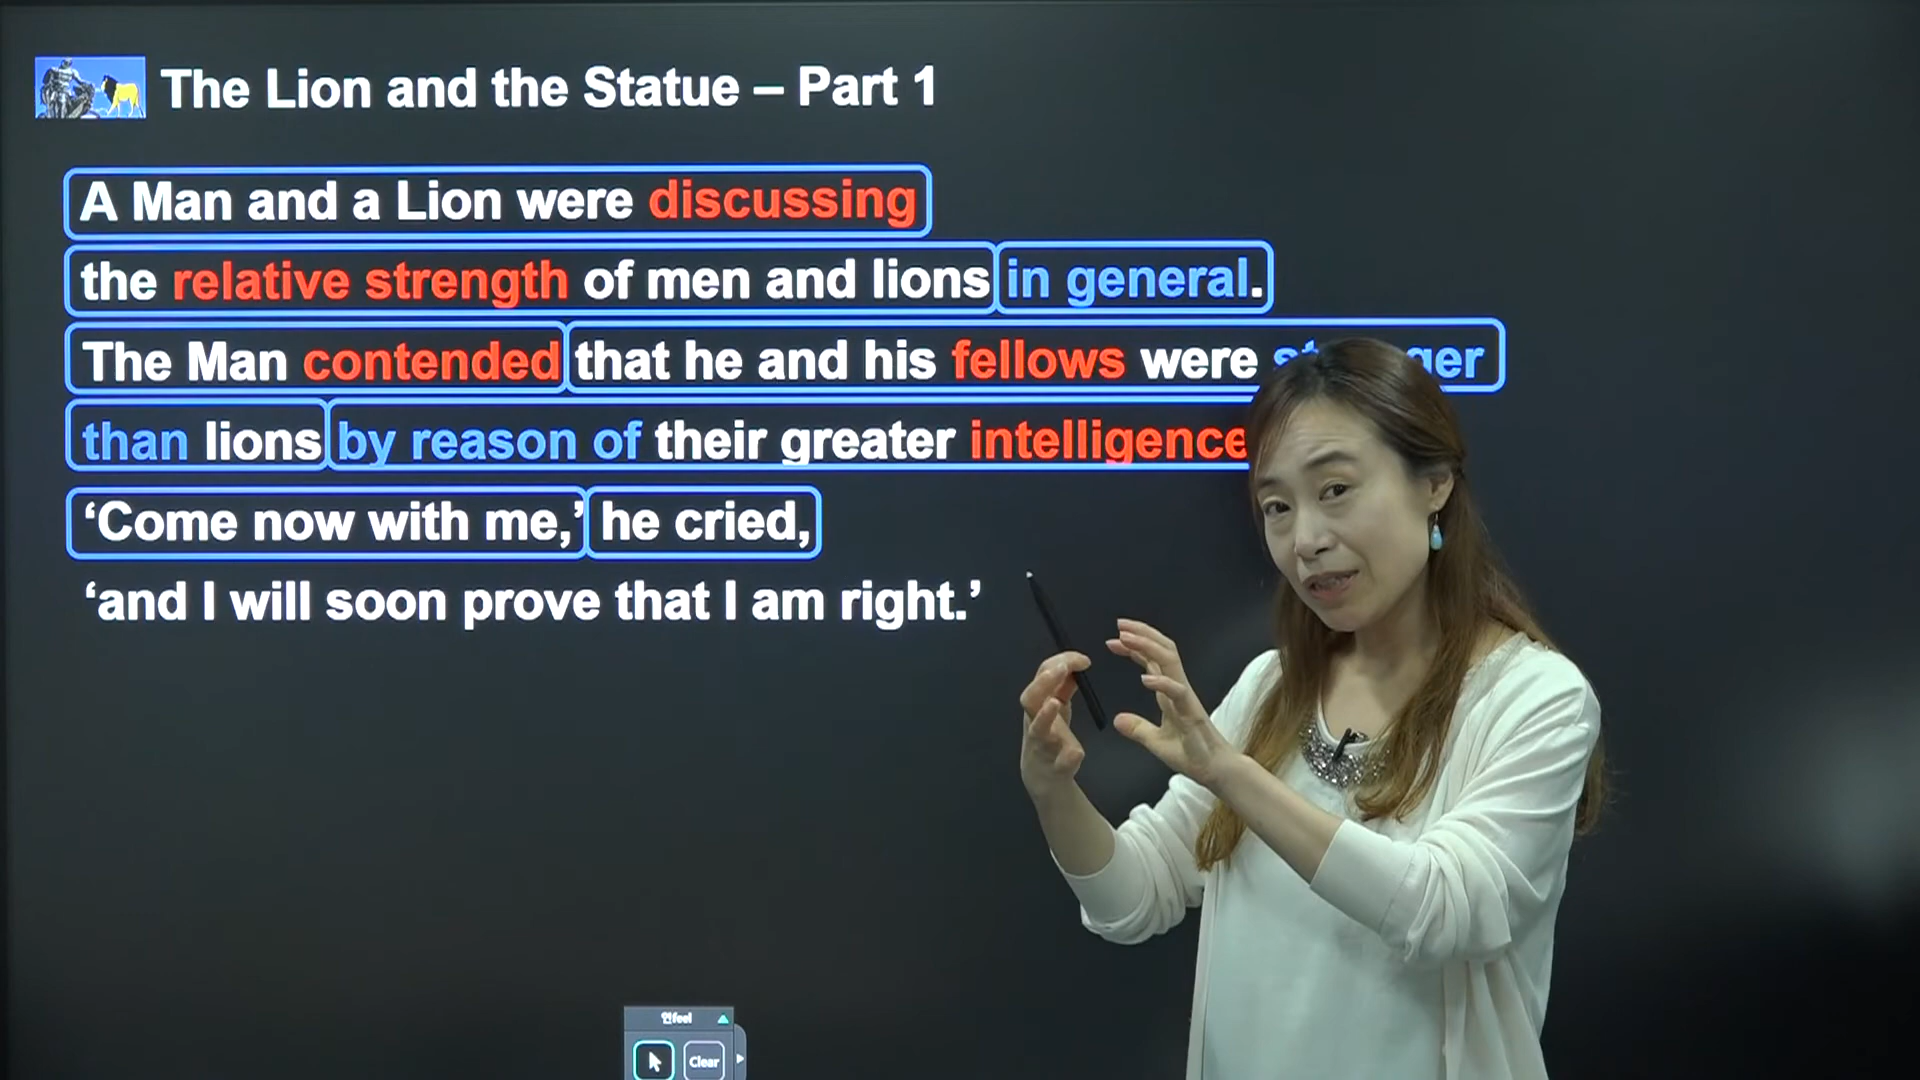 The Lion and the Statue – Part 1
A Man and a Lion were discussing
the relative strength of men and lions in general.
The Man contended that he and his fellows were
than lions by reason of their greater intelligence
‘Come now with me,’ he cried,
‘and I will soon prove that I am right.’
Clear